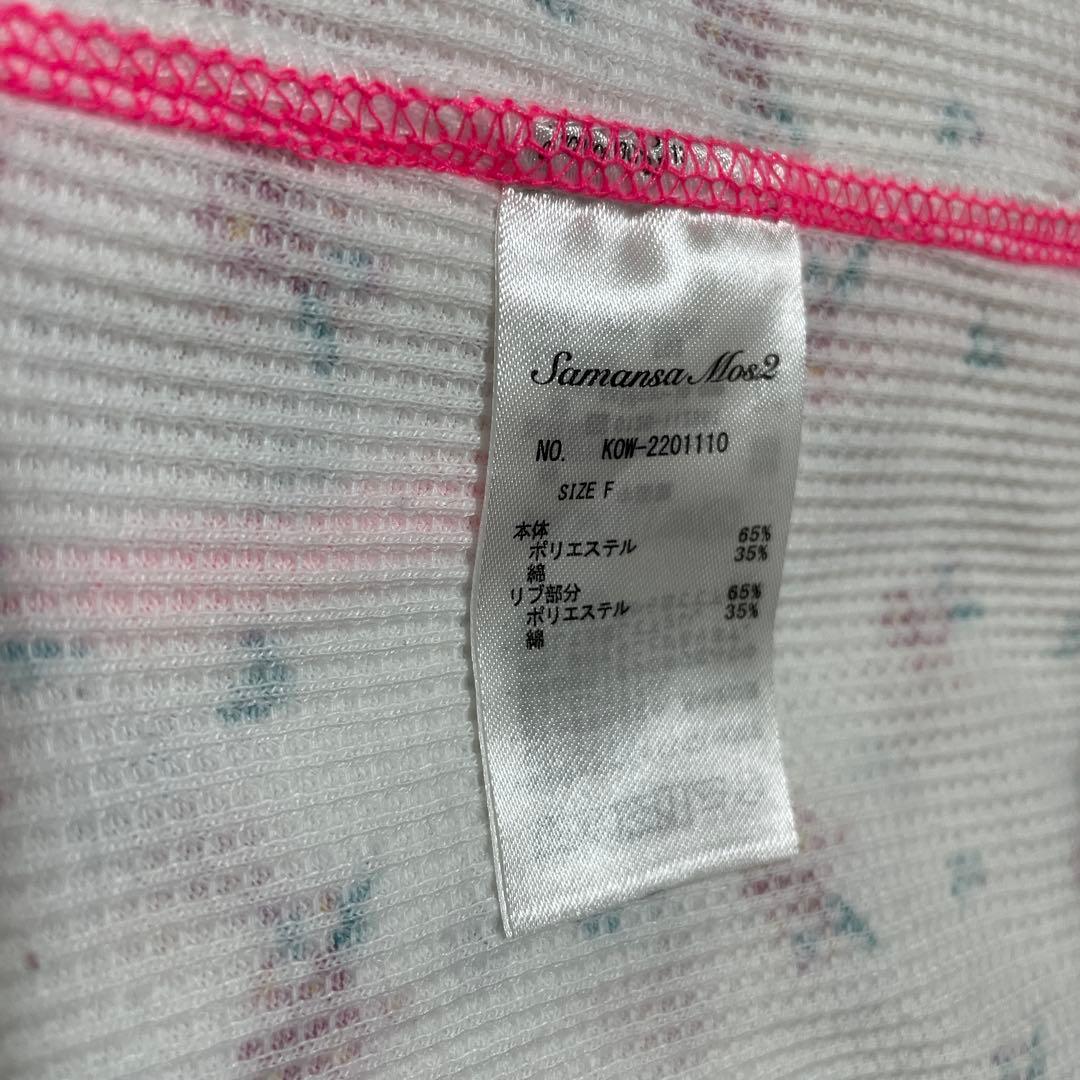 Samansa Mos2
NO. KOW-2201110
SIZE F
本体
ポリエステル 65%
綿 35%
リブ部分
ポリエステル 65%
綿 35%